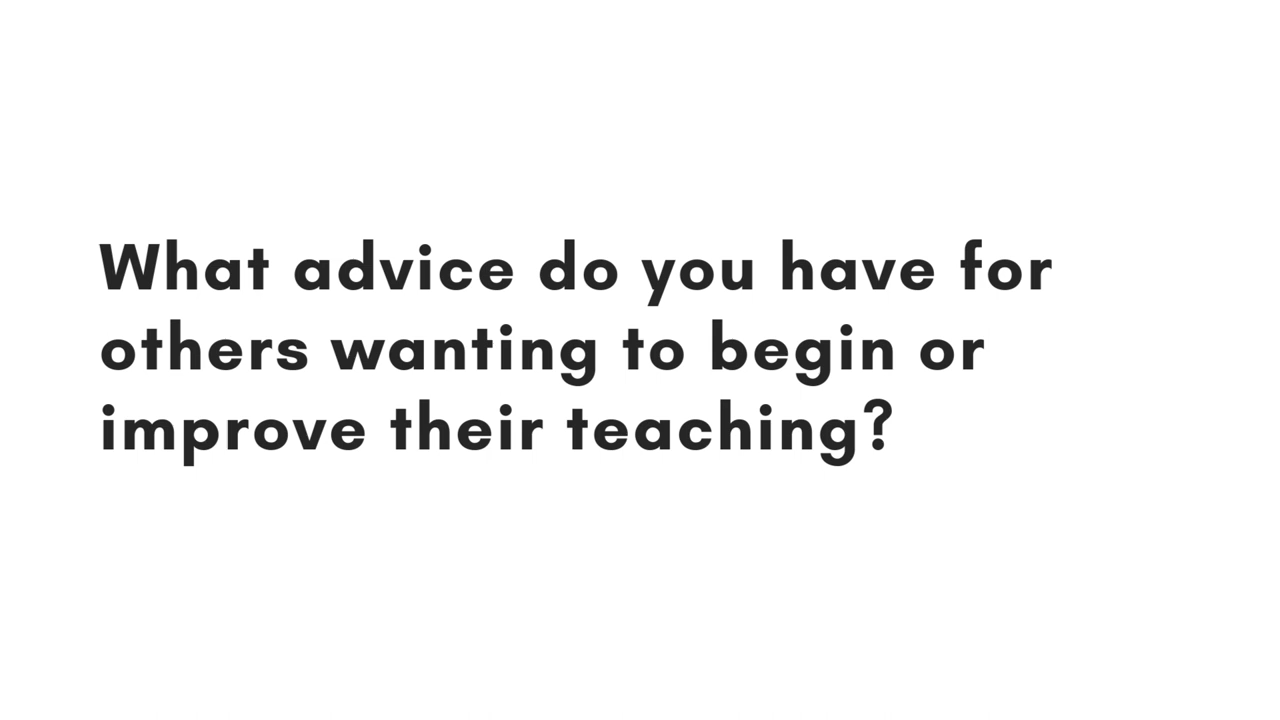 What advice do you have for
others wanting to begin or
improve their teaching?